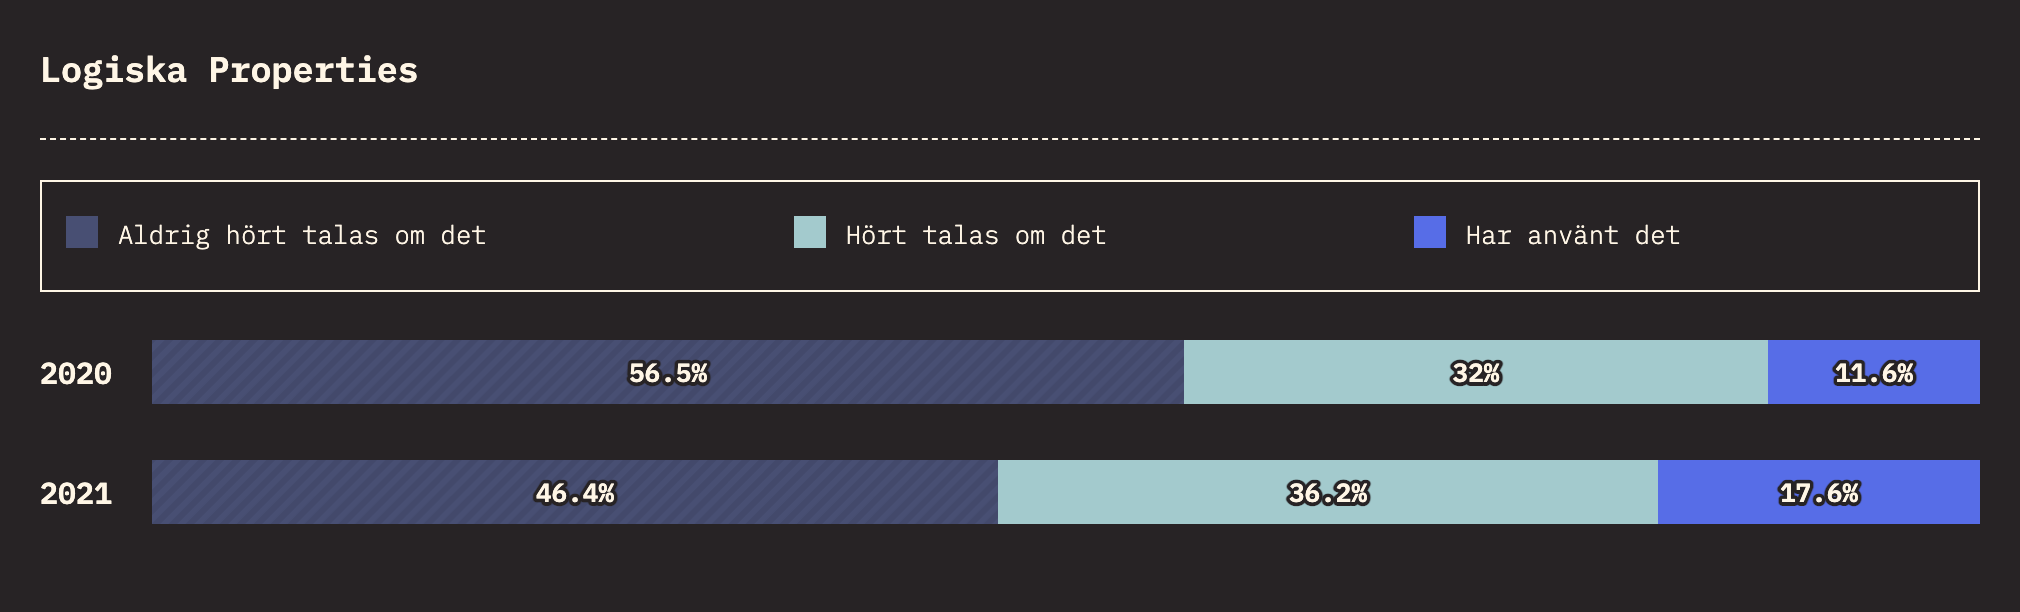 Logiska Properties
Aldrig hört talas om det
Hört talas om det
Har använt det
2020
56.5%
32%
11.6%
2021
46.4%
36.2%
17.6%